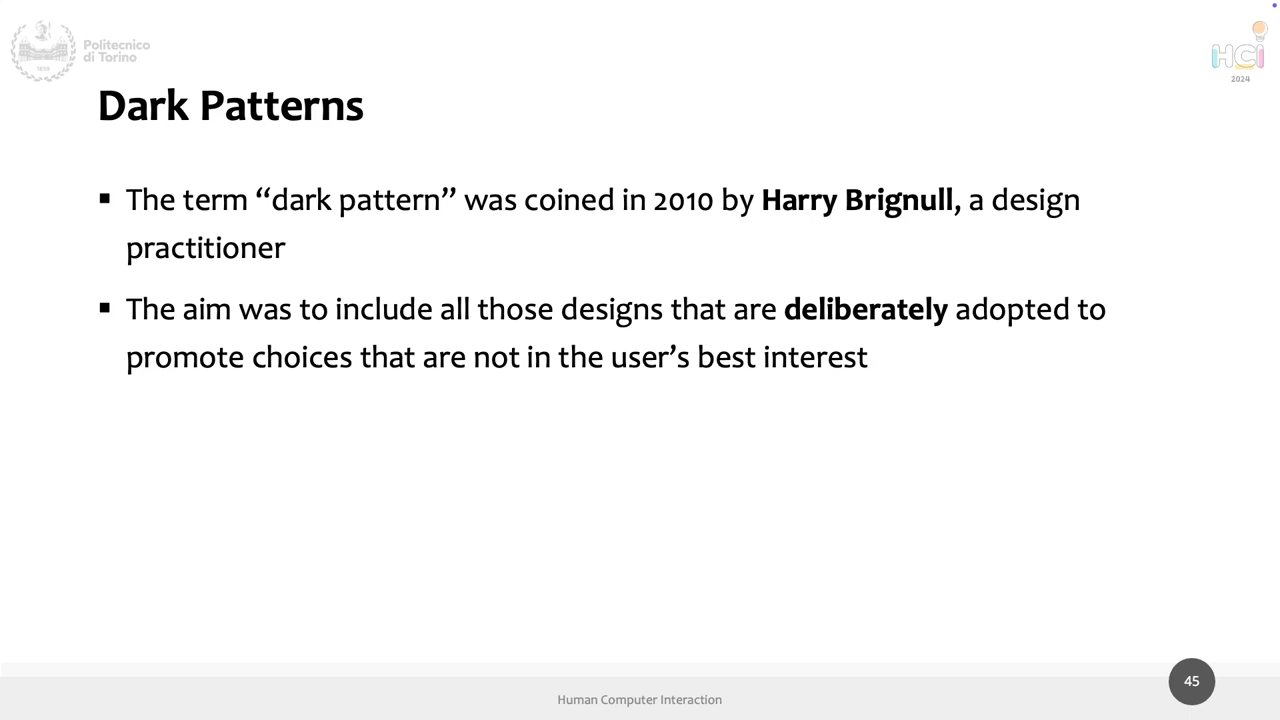 Politecnico
di Torino
1859
HCI
2024
Dark Patterns
▪ The term “dark pattern” was coined in 2010 by Harry Brignull, a design
practitioner
▪ The aim was to include all those designs that are deliberately adopted to
promote choices that are not in the user’s best interest
45
Human Computer Interaction